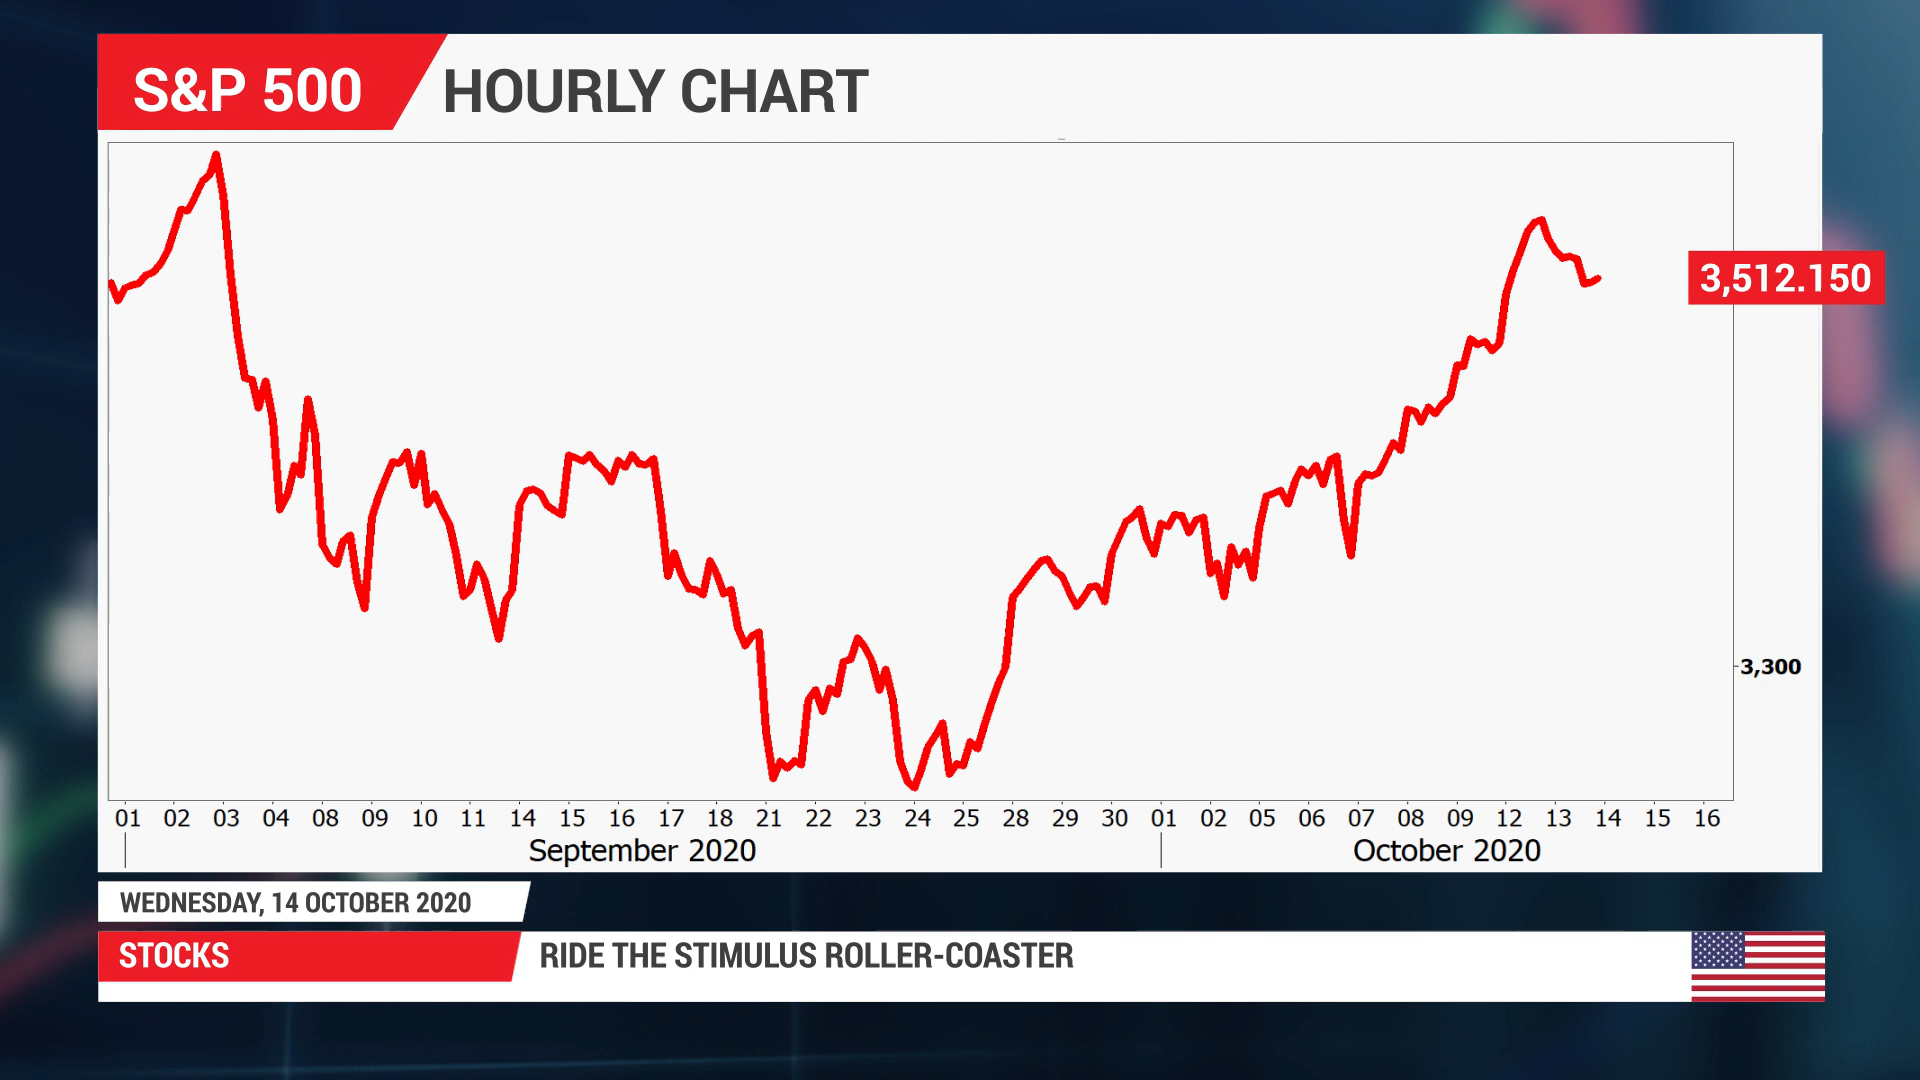 S&P 500 HOURLY CHART
3,512.150
3,300
01 02 03 04 08 09 10 11 14 15 16 17 18 21 22 23 24 25 28 29 30 01 02 05 06 07 08 09 12 13 14 15 16
September 2020 October 2020
WEDNESDAY, 14 OCTOBER 2020
STOCKS RIDE THE STIMULUS ROLLER-COASTER